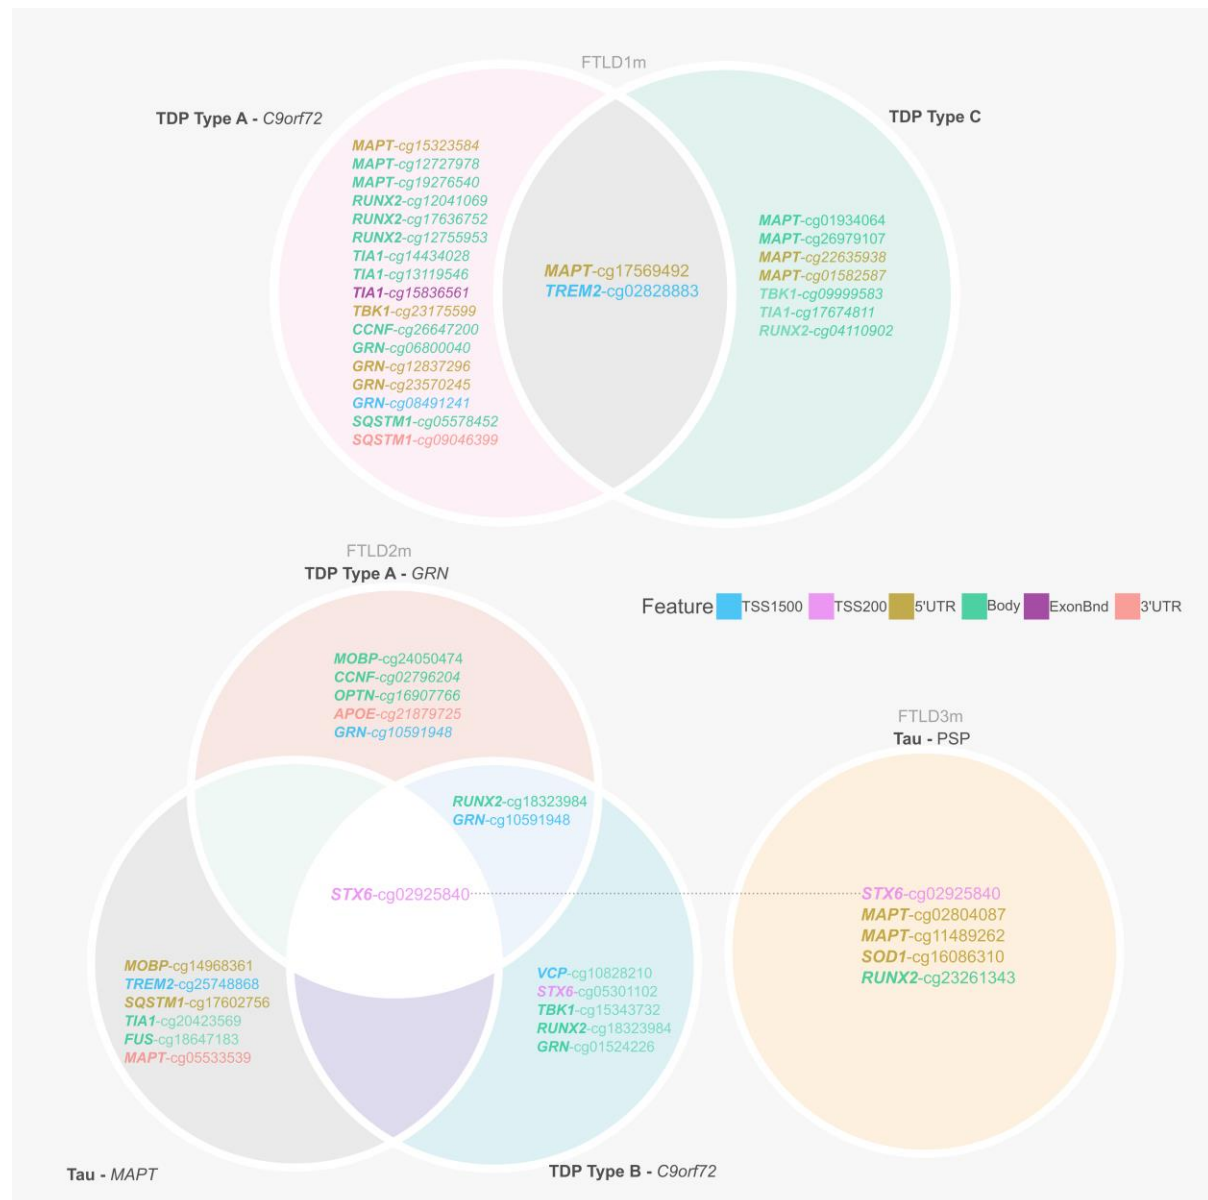 FTLD1m
TDP Type A - C9orf72
TDP Type C
MAPT-cg15323584
MAPT-cg12727978
MAPT-cg19276540
RUNX2-cg12041069
RUNX2-cg17636752
RUNX2-cg12755953
TIA1-cg14434028
TIA1-cg13119546
TIA1-cg15836561
TBK1-cg23175599
CCNF-cg26647200
GRN-cg06800040
GRN-cg12837296
GRN-cg23570245
GRN-cg08491241
SQSTM1-cg05578452
SQSTM1-cg09046399
MAPT-cg17569492
TREM2-cg02828883
MAPT-cg01934064
MAPT-cg26979107
MAPT-cg22635938
MAPT-cg01582587
TBK1-cg09999583
TIA1-cg17674811
RUNX2-cg04110902
FTLD2m
TDP Type A - GRN
Feature TSS1500 TSS200 5'UTR Body ExonBnd 3'UTR
MOBP-cg24050474
CCNF-cg02796204
OPTN-cg16907766
APOE-cg21879725
GRN-cg10591948
RUNX2-cg18323984
GRN-cg10591948
STX6-cg02925840
MOBP-cg14968361
TREM2-cg25748868
SQSTM1-cg17602756
TIA1-cg20423569
FUS-cg18647183
MAPT-cg05533539
VCP-cg10828210
STX6-cg05301102
TBK1-cg15343732
RUNX2-cg18323984
GRN-cg01524226
Tau - MAPT
TDP Type B - C9orf72
FTLD3m
Tau - PSP
STX6-cg02925840
MAPT-cg02804087
MAPT-cg11489262
SOD1-cg16086310
RUNX2-cg23261343